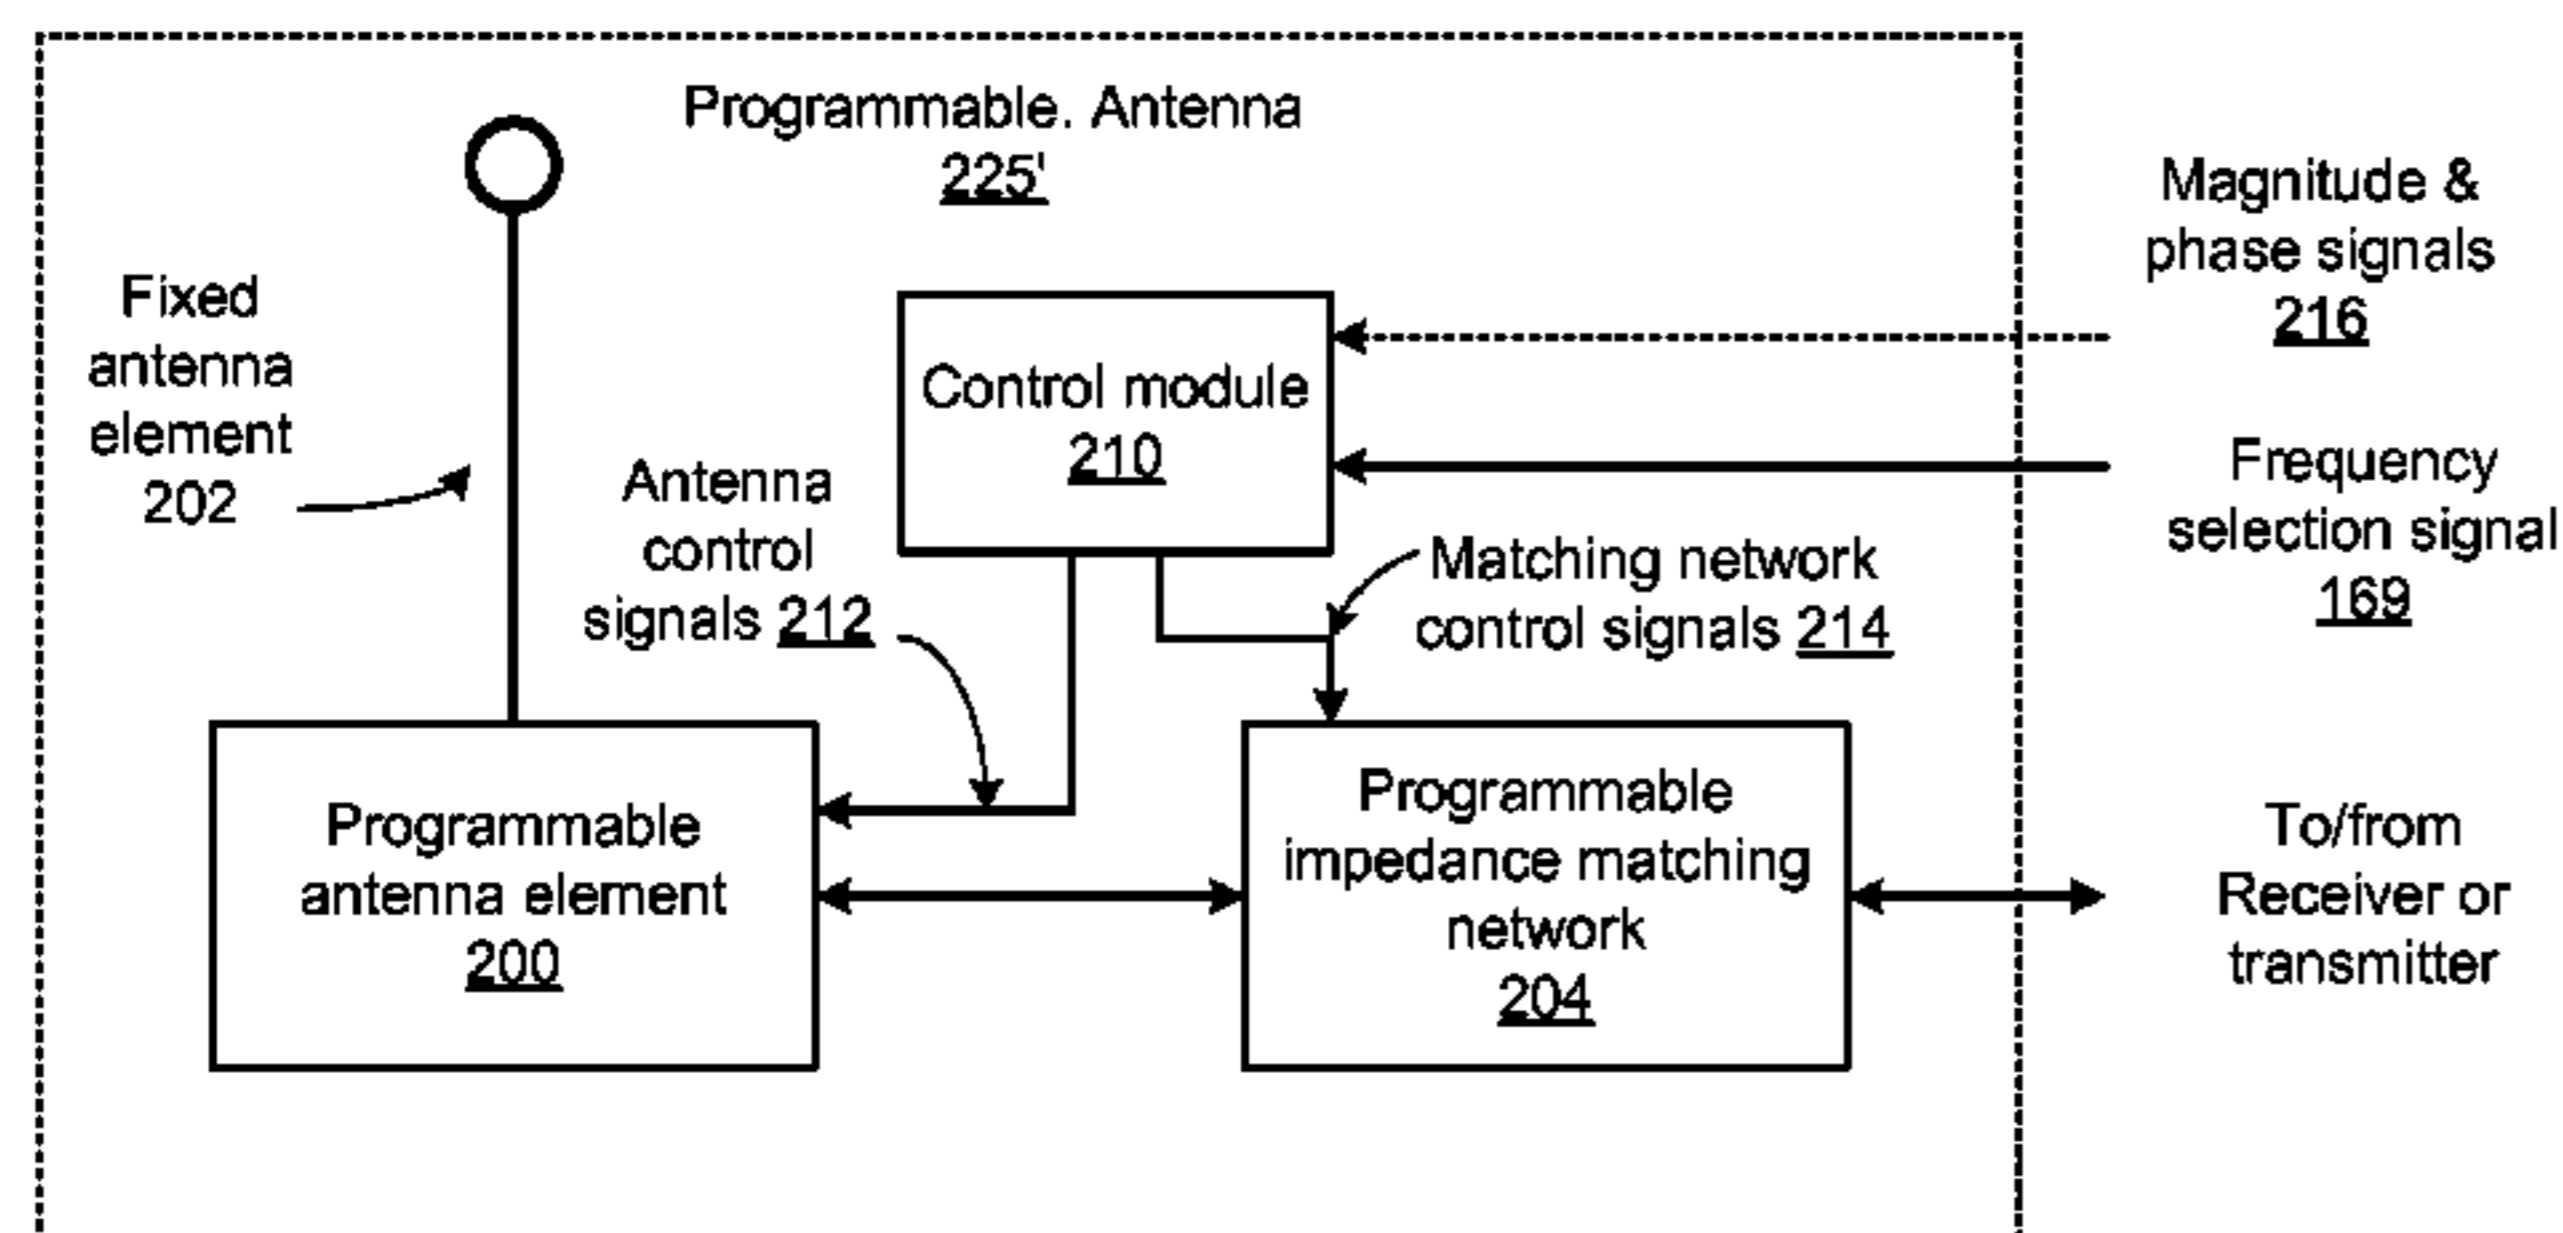 Programmable. Antenna
225'
Magnitude &
phase signals
216
Fixed
antenna
element
202
Control module
210
Antenna
control
signals 212
Frequency
selection signal
169
Matching network
control signals 214
Programmable
antenna element
200
Programmable
impedance matching
network
204
To/from
Receiver or
transmitter